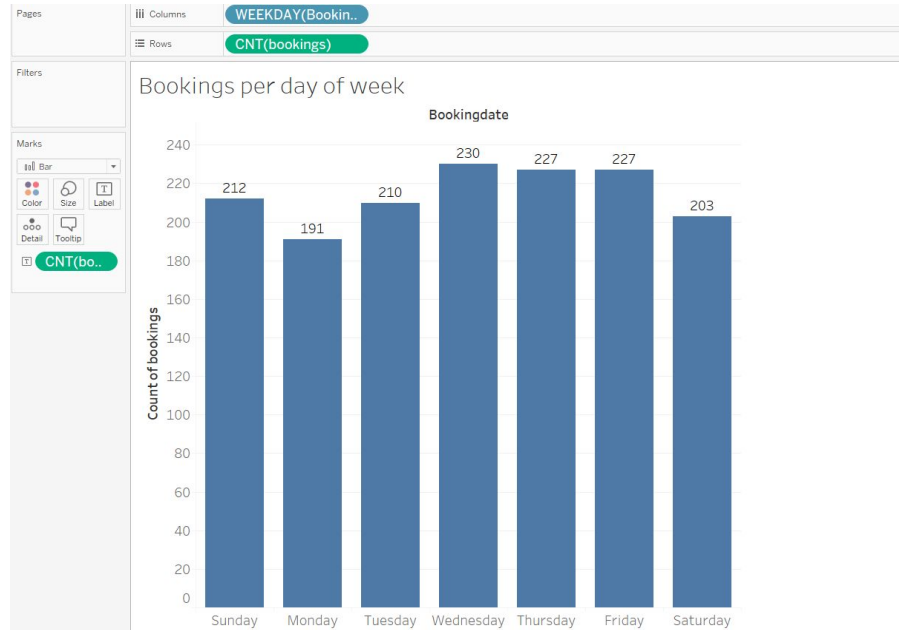 Pages
Columns
WEEKDAY(Bookin..
Rows
CNT(bookings)
Filters
Marks
Bar
Color Size Label
Detail Tooltip
CNT(bo..
Bookings per day of week
Bookingdate
Count of bookings
240
220
200
180
160
140
120
100
80
60
40
20
0
212
191
210
230
227
227
203
Sunday Monday Tuesday Wednesday Thursday Friday Saturday